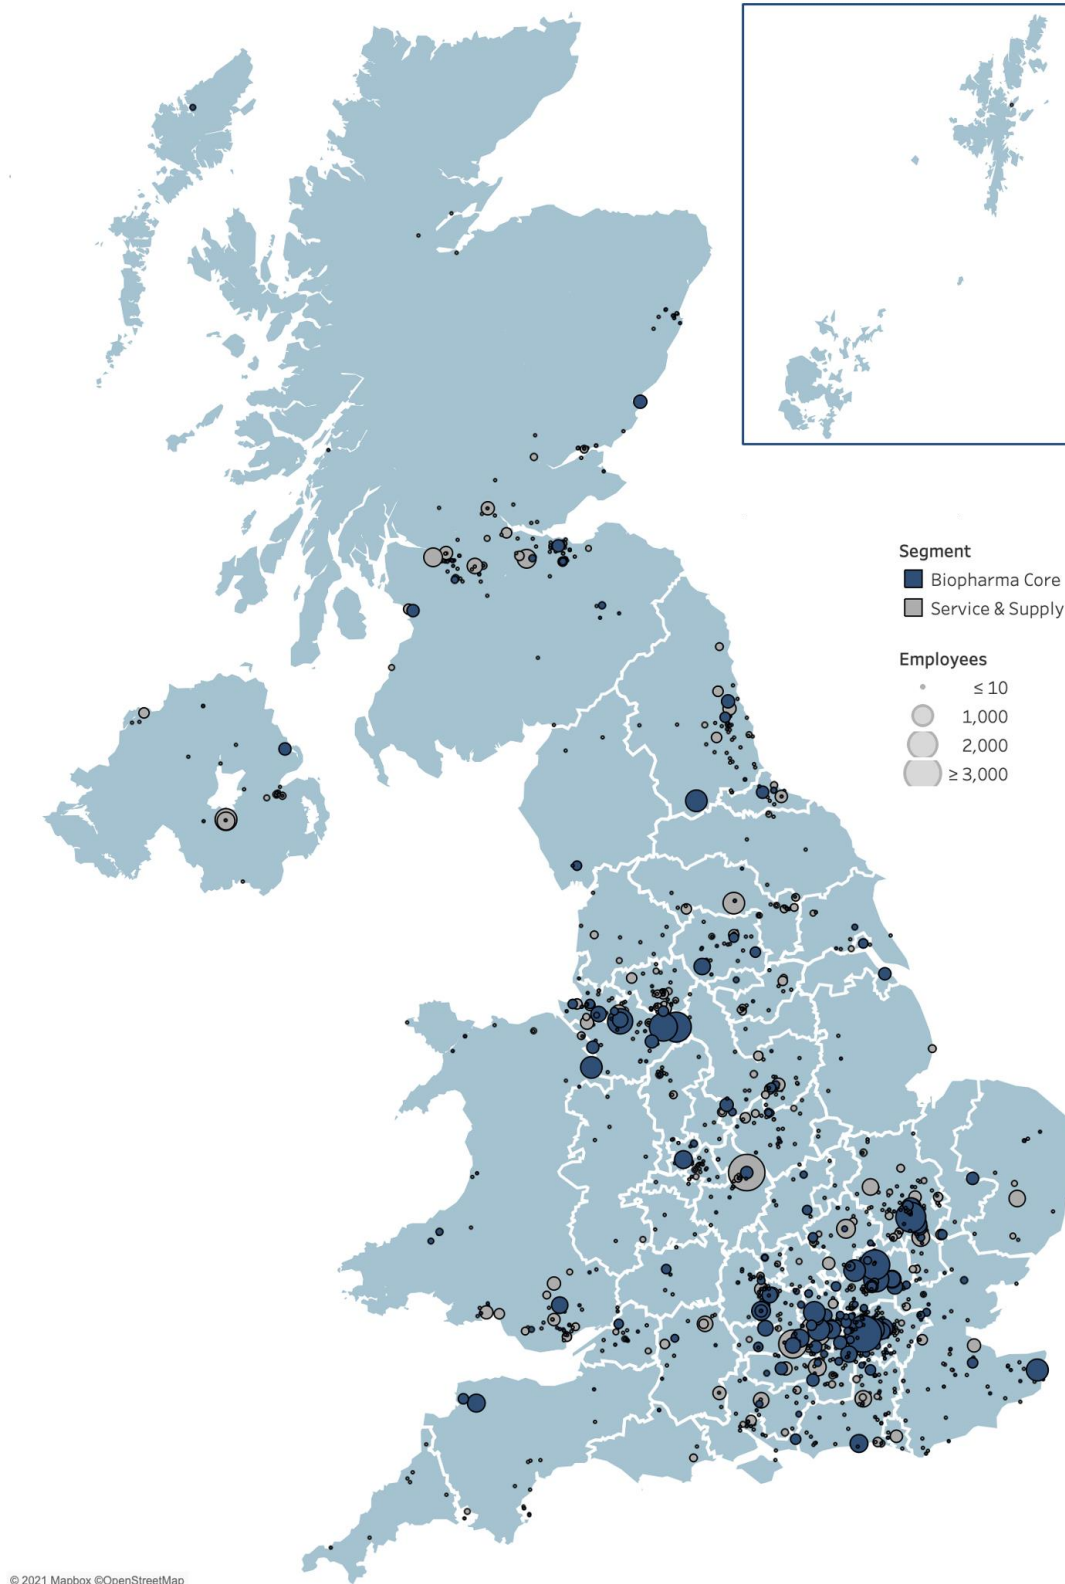 Segment
Biopharma Core
Service & Supply
Employees
≤ 10
1,000
2,000
≥ 3,000
© 2021 Mapbox ©OpenStreetMap